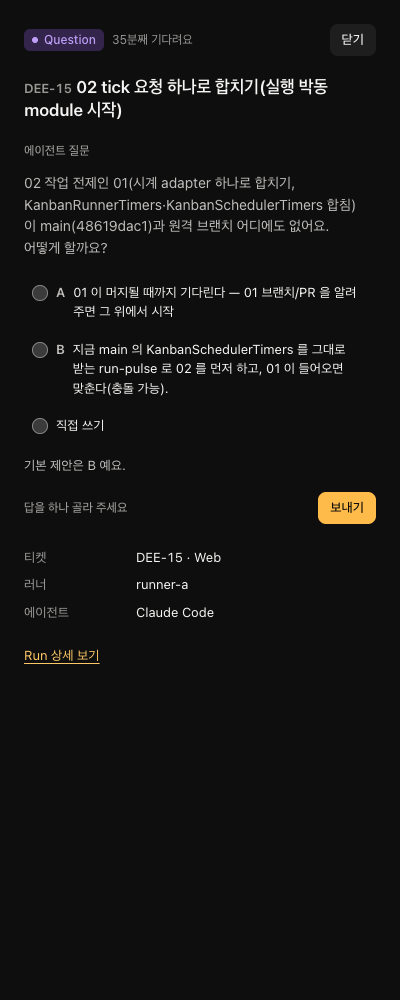 Question
35분째 기다려요
닫기
DEE-15 02 tick 요청 하나로 합치기(실행 박동
module 시작)
에이전트 질문
02 작업 전제인 01(시계 adapter 하나로 합치기,
KanbanRunnerTimers·KanbanSchedulerTimers 합침)
이 main(48619dac1)과 원격 브랜치 어디에도 없어요.
어떻게 할까요?
A 01 이 머지될 때까지 기다린다 — 01 브랜치/PR 을 알려
주면 그 위에서 시작
B 지금 main 의 KanbanSchedulerTimers 를 그대로
받는 run-pulse 로 02 를 먼저 하고, 01 이 들어오면
맞춘다(충돌 가능).
직접 쓰기
기본 제안은 B 예요.
답을 하나 골라 주세요
보내기
티켓 DEE-15 · Web
러너 runner-a
에이전트 Claude Code
Run 상세 보기